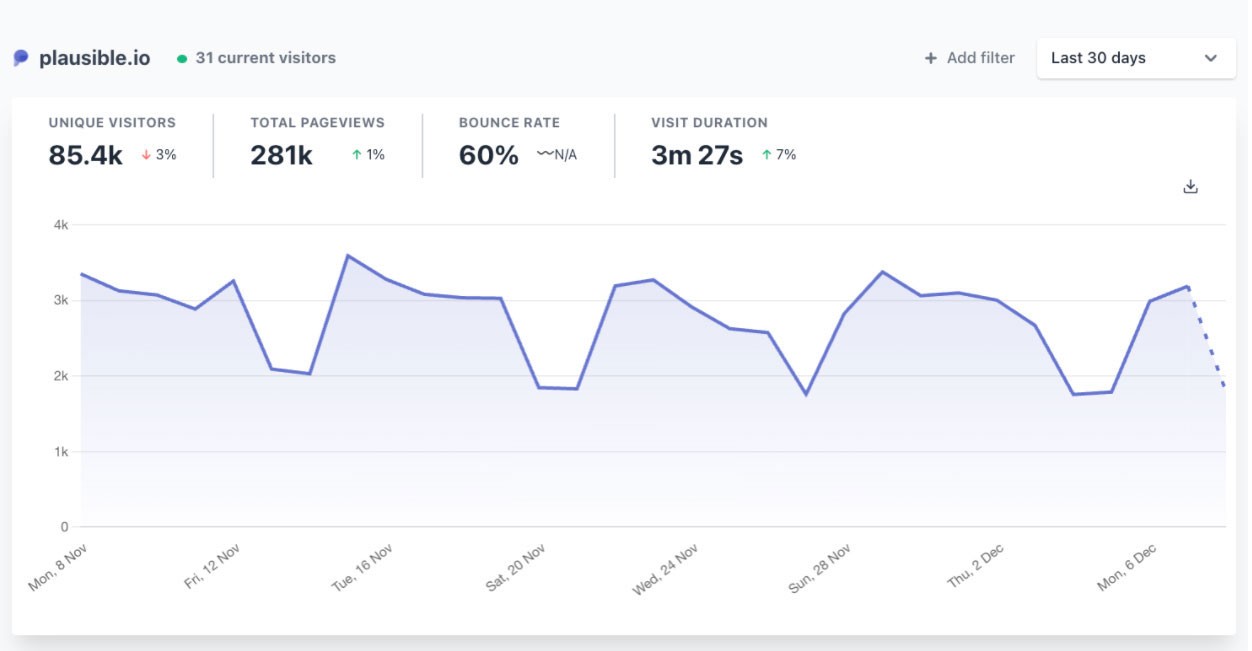 plausible.io 31 current visitors + Add filter Last 30 days
UNIQUE VISITORS TOTAL PAGEVIEWS BOUNCE RATE VISIT DURATION
85.4k ↓ 3% 281k ↑ 1% 60% 〰N/A 3m 27s ↑ 7%
4k
3k
2k
1k
0
Mon, 8 Nov Fri, 12 Nov Tue, 16 Nov Sat, 20 Nov Wed, 24 Nov Sun, 28 Nov Thu, 2 Dec Mon, 6 Dec